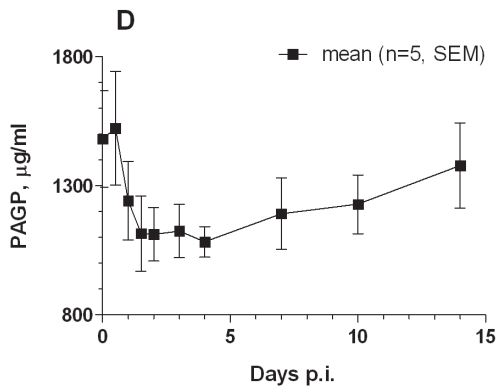 D
mean (n=5, SEM)
1800
1300
800
PAGP, µg/ml
0 5 10 15
Days p.i.